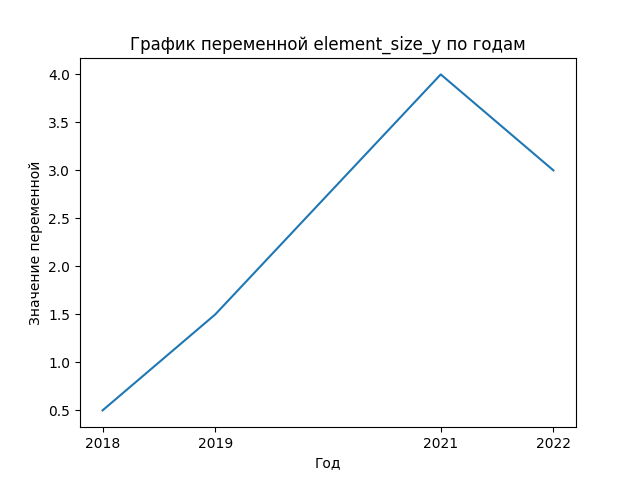 График переменной element_size_y по годам
Значение переменной
4.0
3.5
3.0
2.5
2.0
1.5
1.0
0.5
2018 2019 2021 2022
Год